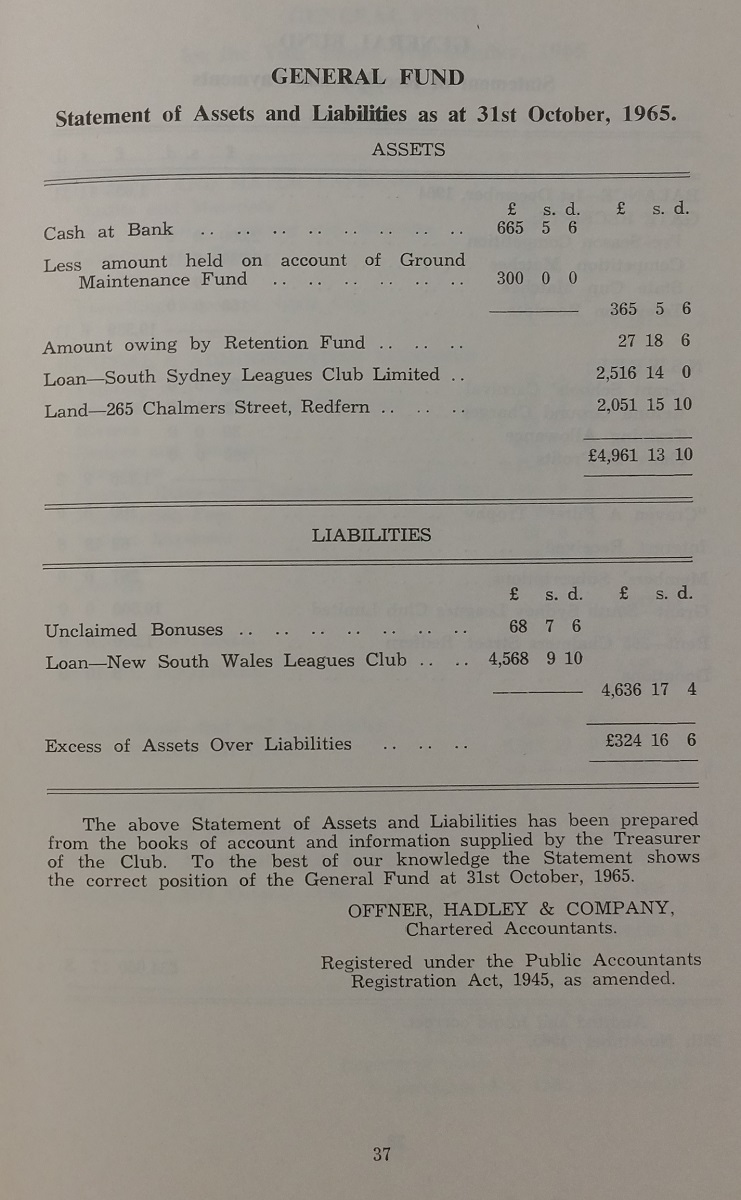 GENERAL FUND
Statement of Assets and Liabilities as at 31st October, 1965.
ASSETS
£ s. d. £ s. d.
Cash at Bank .. .. .. .. .. .. .. .. 665 5 6
Less amount held on account of Ground
Maintenance Fund .. .. .. .. .. .. 300 0 0
365 5 6
Amount owing by Retention Fund .. .. .. 27 18 6
Loan—South Sydney Leagues Club Limited .. 2,516 14 0
Land—265 Chalmers Street, Redfern .. .. .. 2,051 15 10
£4,961 13 10
LIABILITIES
£ s. d. £ s. d.
Unclaimed Bonuses .. .. .. .. .. .. .. 68 7 6
Loan—New South Wales Leagues Club .. .. 4,568 9 10
4,636 17 4
Excess of Assets Over Liabilities .. .. .. £324 16 6
The above Statement of Assets and Liabilities has been prepared
from the books of account and information supplied by the Treasurer
of the Club. To the best of our knowledge the Statement shows
the correct position of the General Fund at 31st October, 1965.
OFFNER, HADLEY & COMPANY,
Chartered Accountants.
Registered under the Public Accountants
Registration Act, 1945, as amended.
37